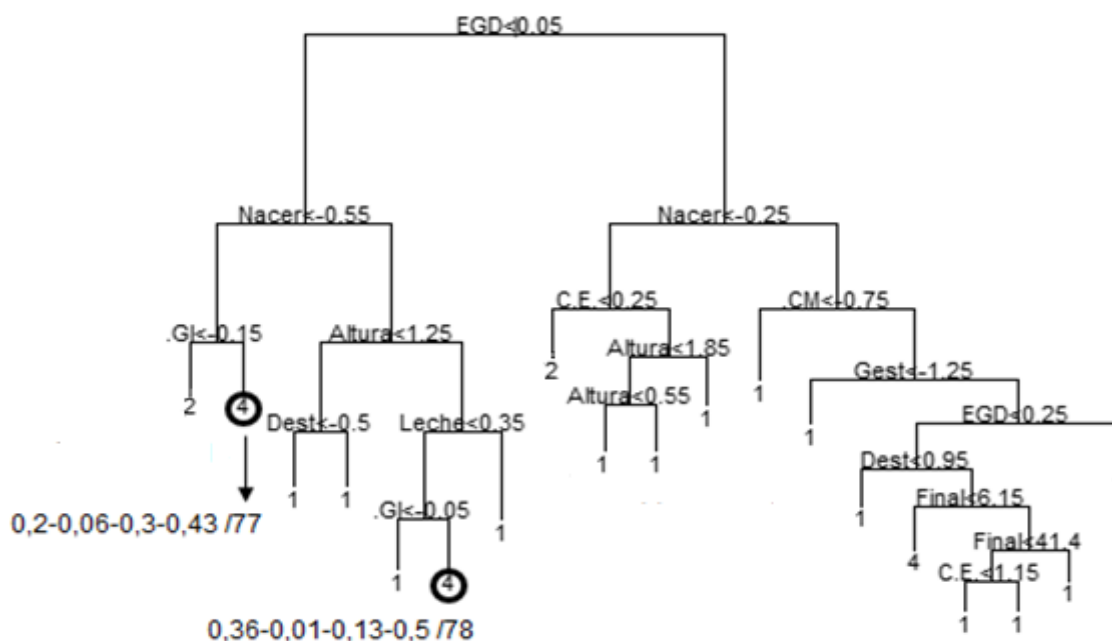 EGD<0.05
Nacer<-0.55
Nacer<-0.25
C.E.<0.25
.CM<-0.75
.GI<-0.15
Altura<1.25
Altura<1.85
2
Gest<-1.25
1
2
4
Altura<0.55
1
Dest<-0.5
Leche<0.35
1
EGD<0.25
1
1
Dest<0.95
1
1
.GI<-0.05
1
Final<6.15
1
0,2-0,06-0,3-0,43 /77
4
Final<41.4
1
4
C.E.<1.15
1
1
1
0,36-0,01-0,13-0,5 /78